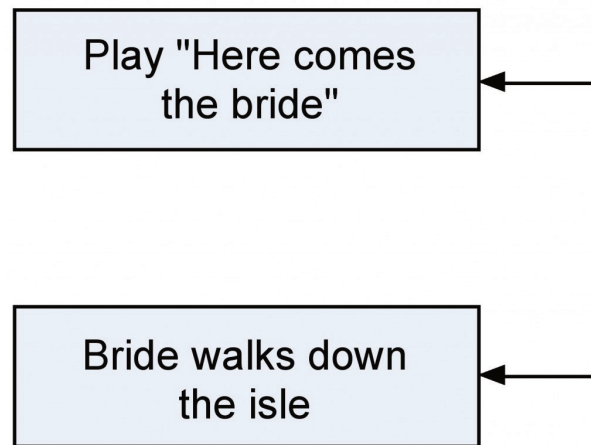 Play "Here comes
the bride"
Bride walks down
the isle